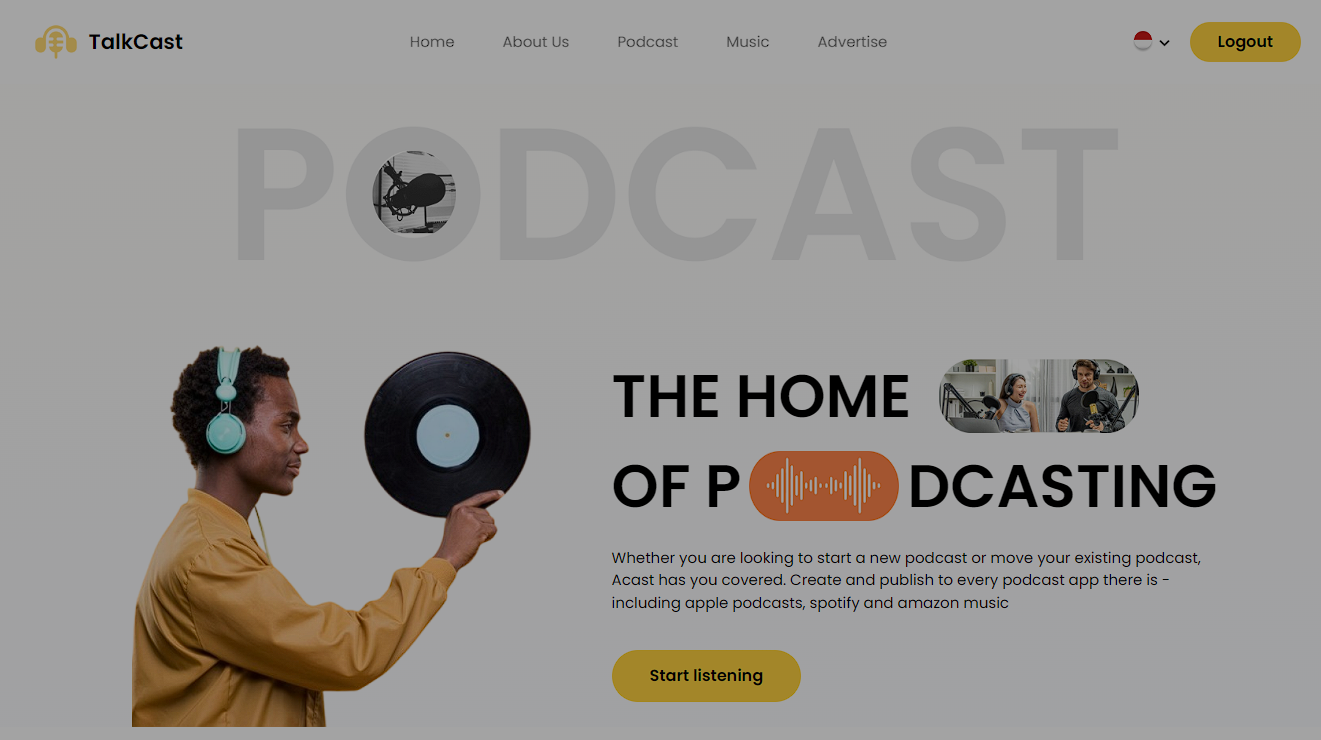 TalkCast
Home
About Us
Podcast
Music
Advertise
Logout
PODCAST
THE HOME
OF P DCASTING
Whether you are looking to start a new podcast or move your existing podcast,
Acast has you covered. Create and publish to every podcast app there is -
including apple podcasts, spotify and amazon music
Start listening